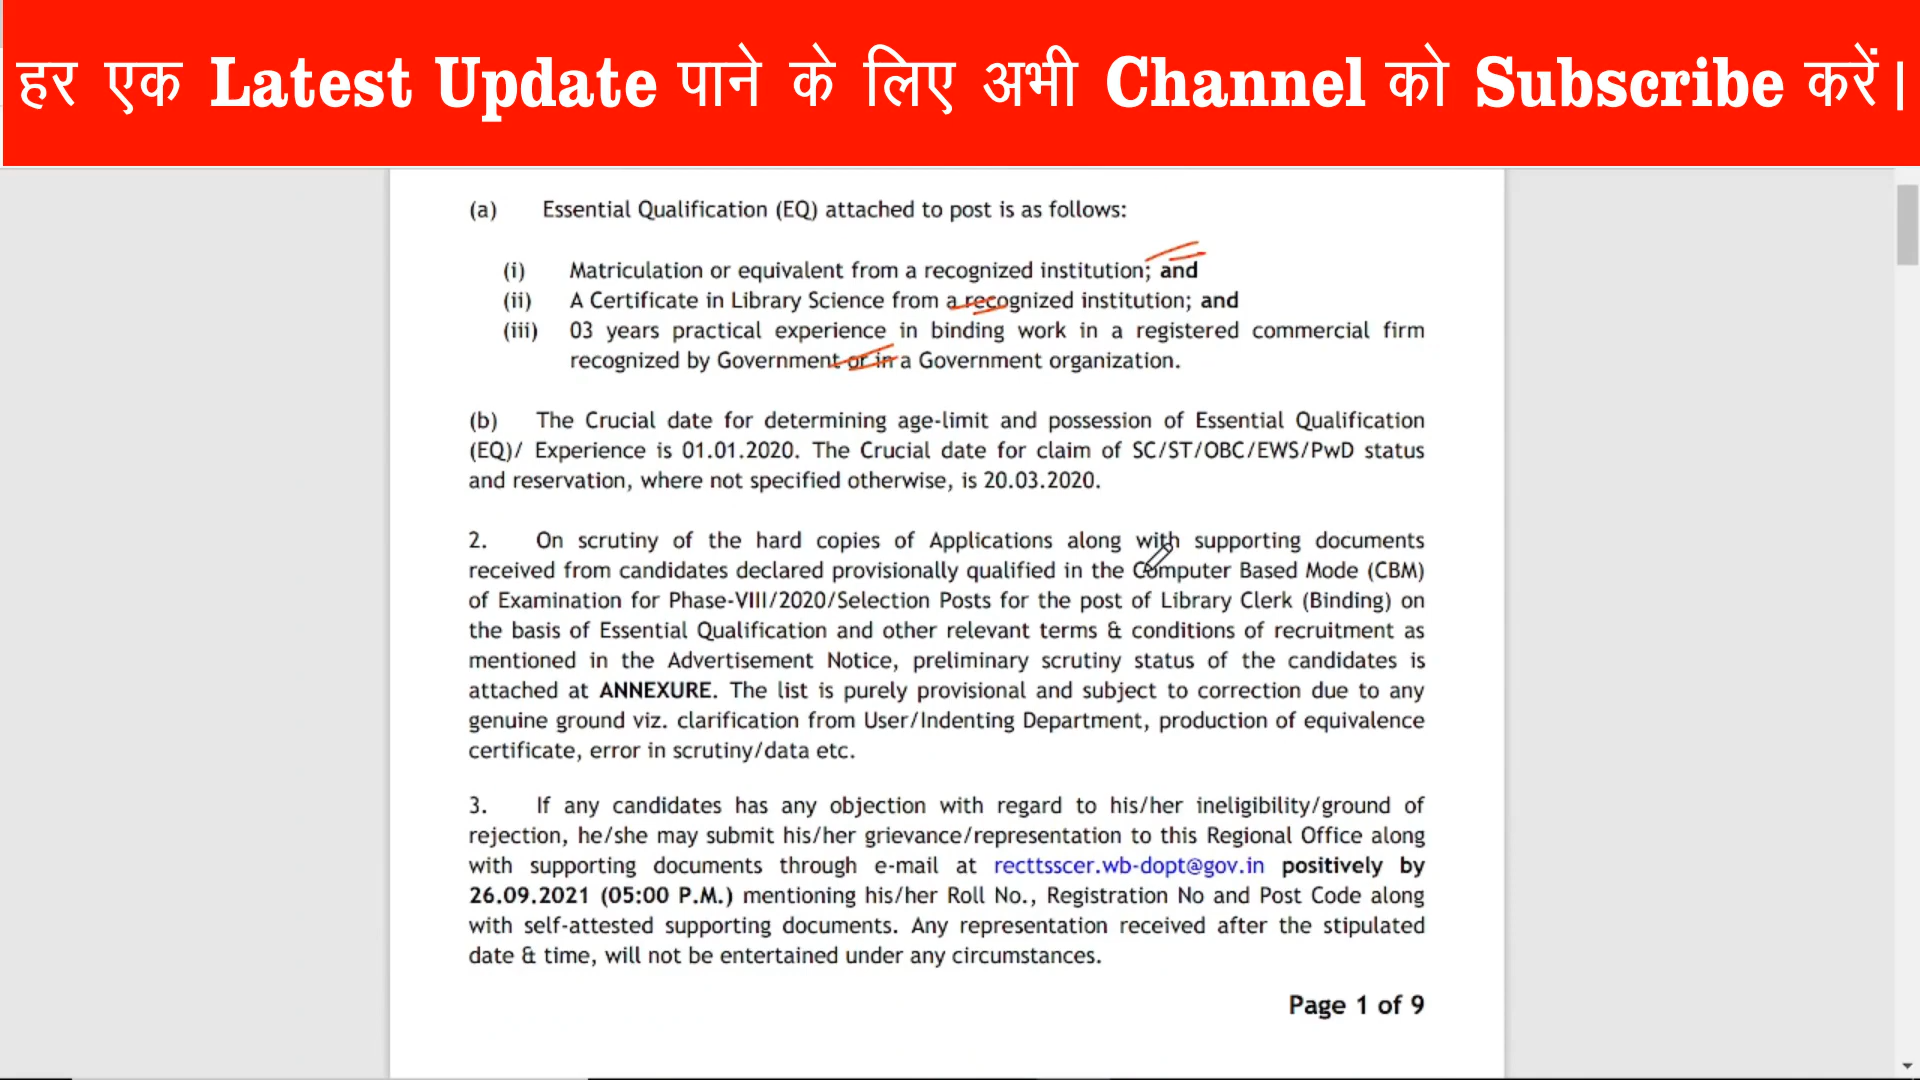 हर एक Latest Update पाने के लिए अभी Channel को Subscribe करें।
(a) Essential Qualification (EQ) attached to post is as follows:
(i) Matriculation or equivalent from a recognized institution; and
(ii) A Certificate in Library Science from a recognized institution; and
(iii) 03 years practical experience in binding work in a registered commercial firm
recognized by Government or in a Government organization.
(b) The Crucial date for determining age-limit and possession of Essential Qualification
(EQ)/ Experience is 01.01.2020. The Crucial date for claim of SC/ST/OBC/EWS/PwD status
and reservation, where not specified otherwise, is 20.03.2020.
2. On scrutiny of the hard copies of Applications along with supporting documents
received from candidates declared provisionally qualified in the Computer Based Mode (CBM)
of Examination for Phase-VIII/2020/Selection Posts for the post of Library Clerk (Binding) on
the basis of Essential Qualification and other relevant terms & conditions of recruitment as
mentioned in the Advertisement Notice, preliminary scrutiny status of the candidates is
attached at ANNEXURE. The list is purely provisional and subject to correction due to any
genuine ground viz. clarification from User/Indenting Department, production of equivalence
certificate, error in scrutiny/data etc.
3. If any candidates has any objection with regard to his/her ineligibility/ground of
rejection, he/she may submit his/her grievance/representation to this Regional Office along
with supporting documents through e-mail at recttsscer.wb-dopt@gov.in positively by
26.09.2021 (05:00 P.M.) mentioning his/her Roll No., Registration No and Post Code along
with self-attested supporting documents. Any representation received after the stipulated
date & time, will not be entertained under any circumstances.
Page 1 of 9